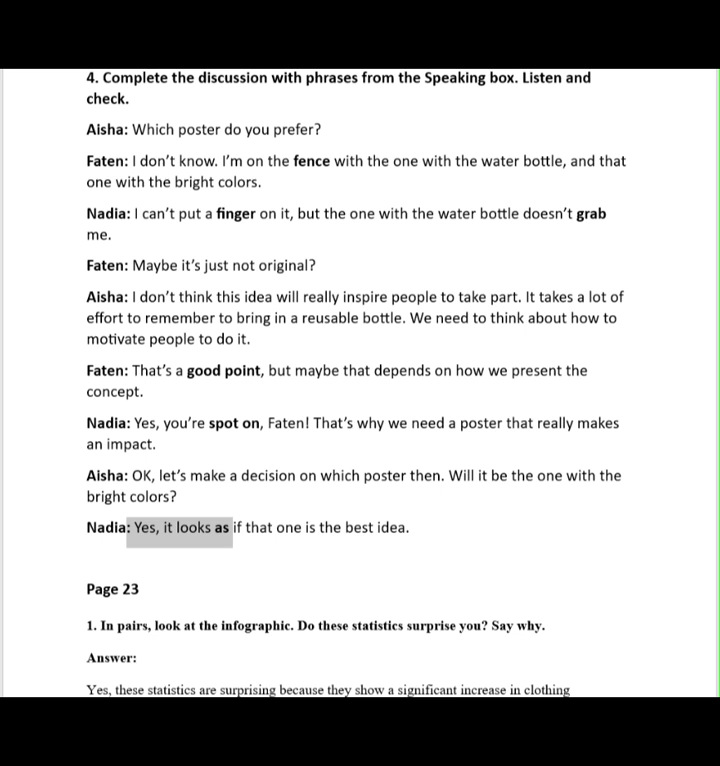 4. Complete the discussion with phrases from the Speaking box. Listen and
check.
Aisha: Which poster do you prefer?
Faten: I don’t know. I’m on the fence with the one with the water bottle, and that
one with the bright colors.
Nadia: I can’t put a finger on it, but the one with the water bottle doesn’t grab
me.
Faten: Maybe it’s just not original?
Aisha: I don’t think this idea will really inspire people to take part. It takes a lot of
effort to remember to bring in a reusable bottle. We need to think about how to
motivate people to do it.
Faten: That’s a good point, but maybe that depends on how we present the
concept.
Nadia: Yes, you’re spot on, Faten! That’s why we need a poster that really makes
an impact.
Aisha: OK, let’s make a decision on which poster then. Will it be the one with the
bright colors?
Nadia: Yes, it looks as if that one is the best idea.
Page 23
1. In pairs, look at the infographic. Do these statistics surprise you? Say why.
Answer:
Yes, these statistics are surprising because they show a significant increase in clothing